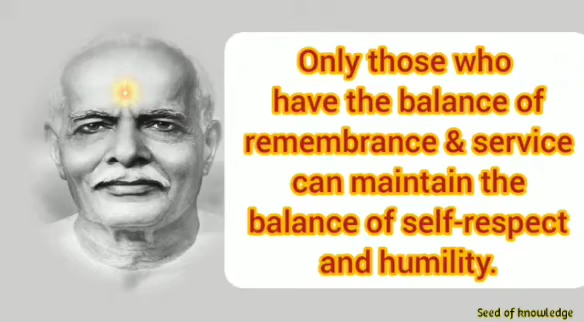 Only those who
have the balance of
remembrance & service
can maintain the
balance of self-respect
and humility.
Seed of knowledge